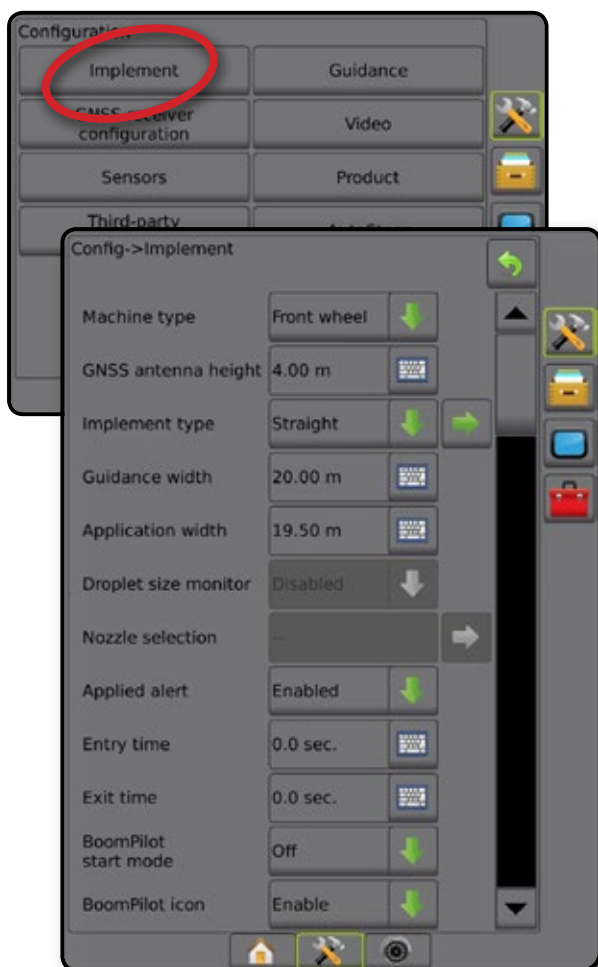 Configuration
Implement
Guidance
GNSS receiver
configuration
Video
Sensors
Product
Third-party
Config->Implement
Machine type
Front wheel
GNSS antenna height
4.00 m
Implement type
Straight
Guidance width
20.00 m
Application width
19.50 m
Droplet size monitor
Disabled
Nozzle selection
--
Applied alert
Enabled
Entry time
0.0 sec.
Exit time
0.0 sec.
BoomPilot
start mode
Off
BoomPilot icon
Enable